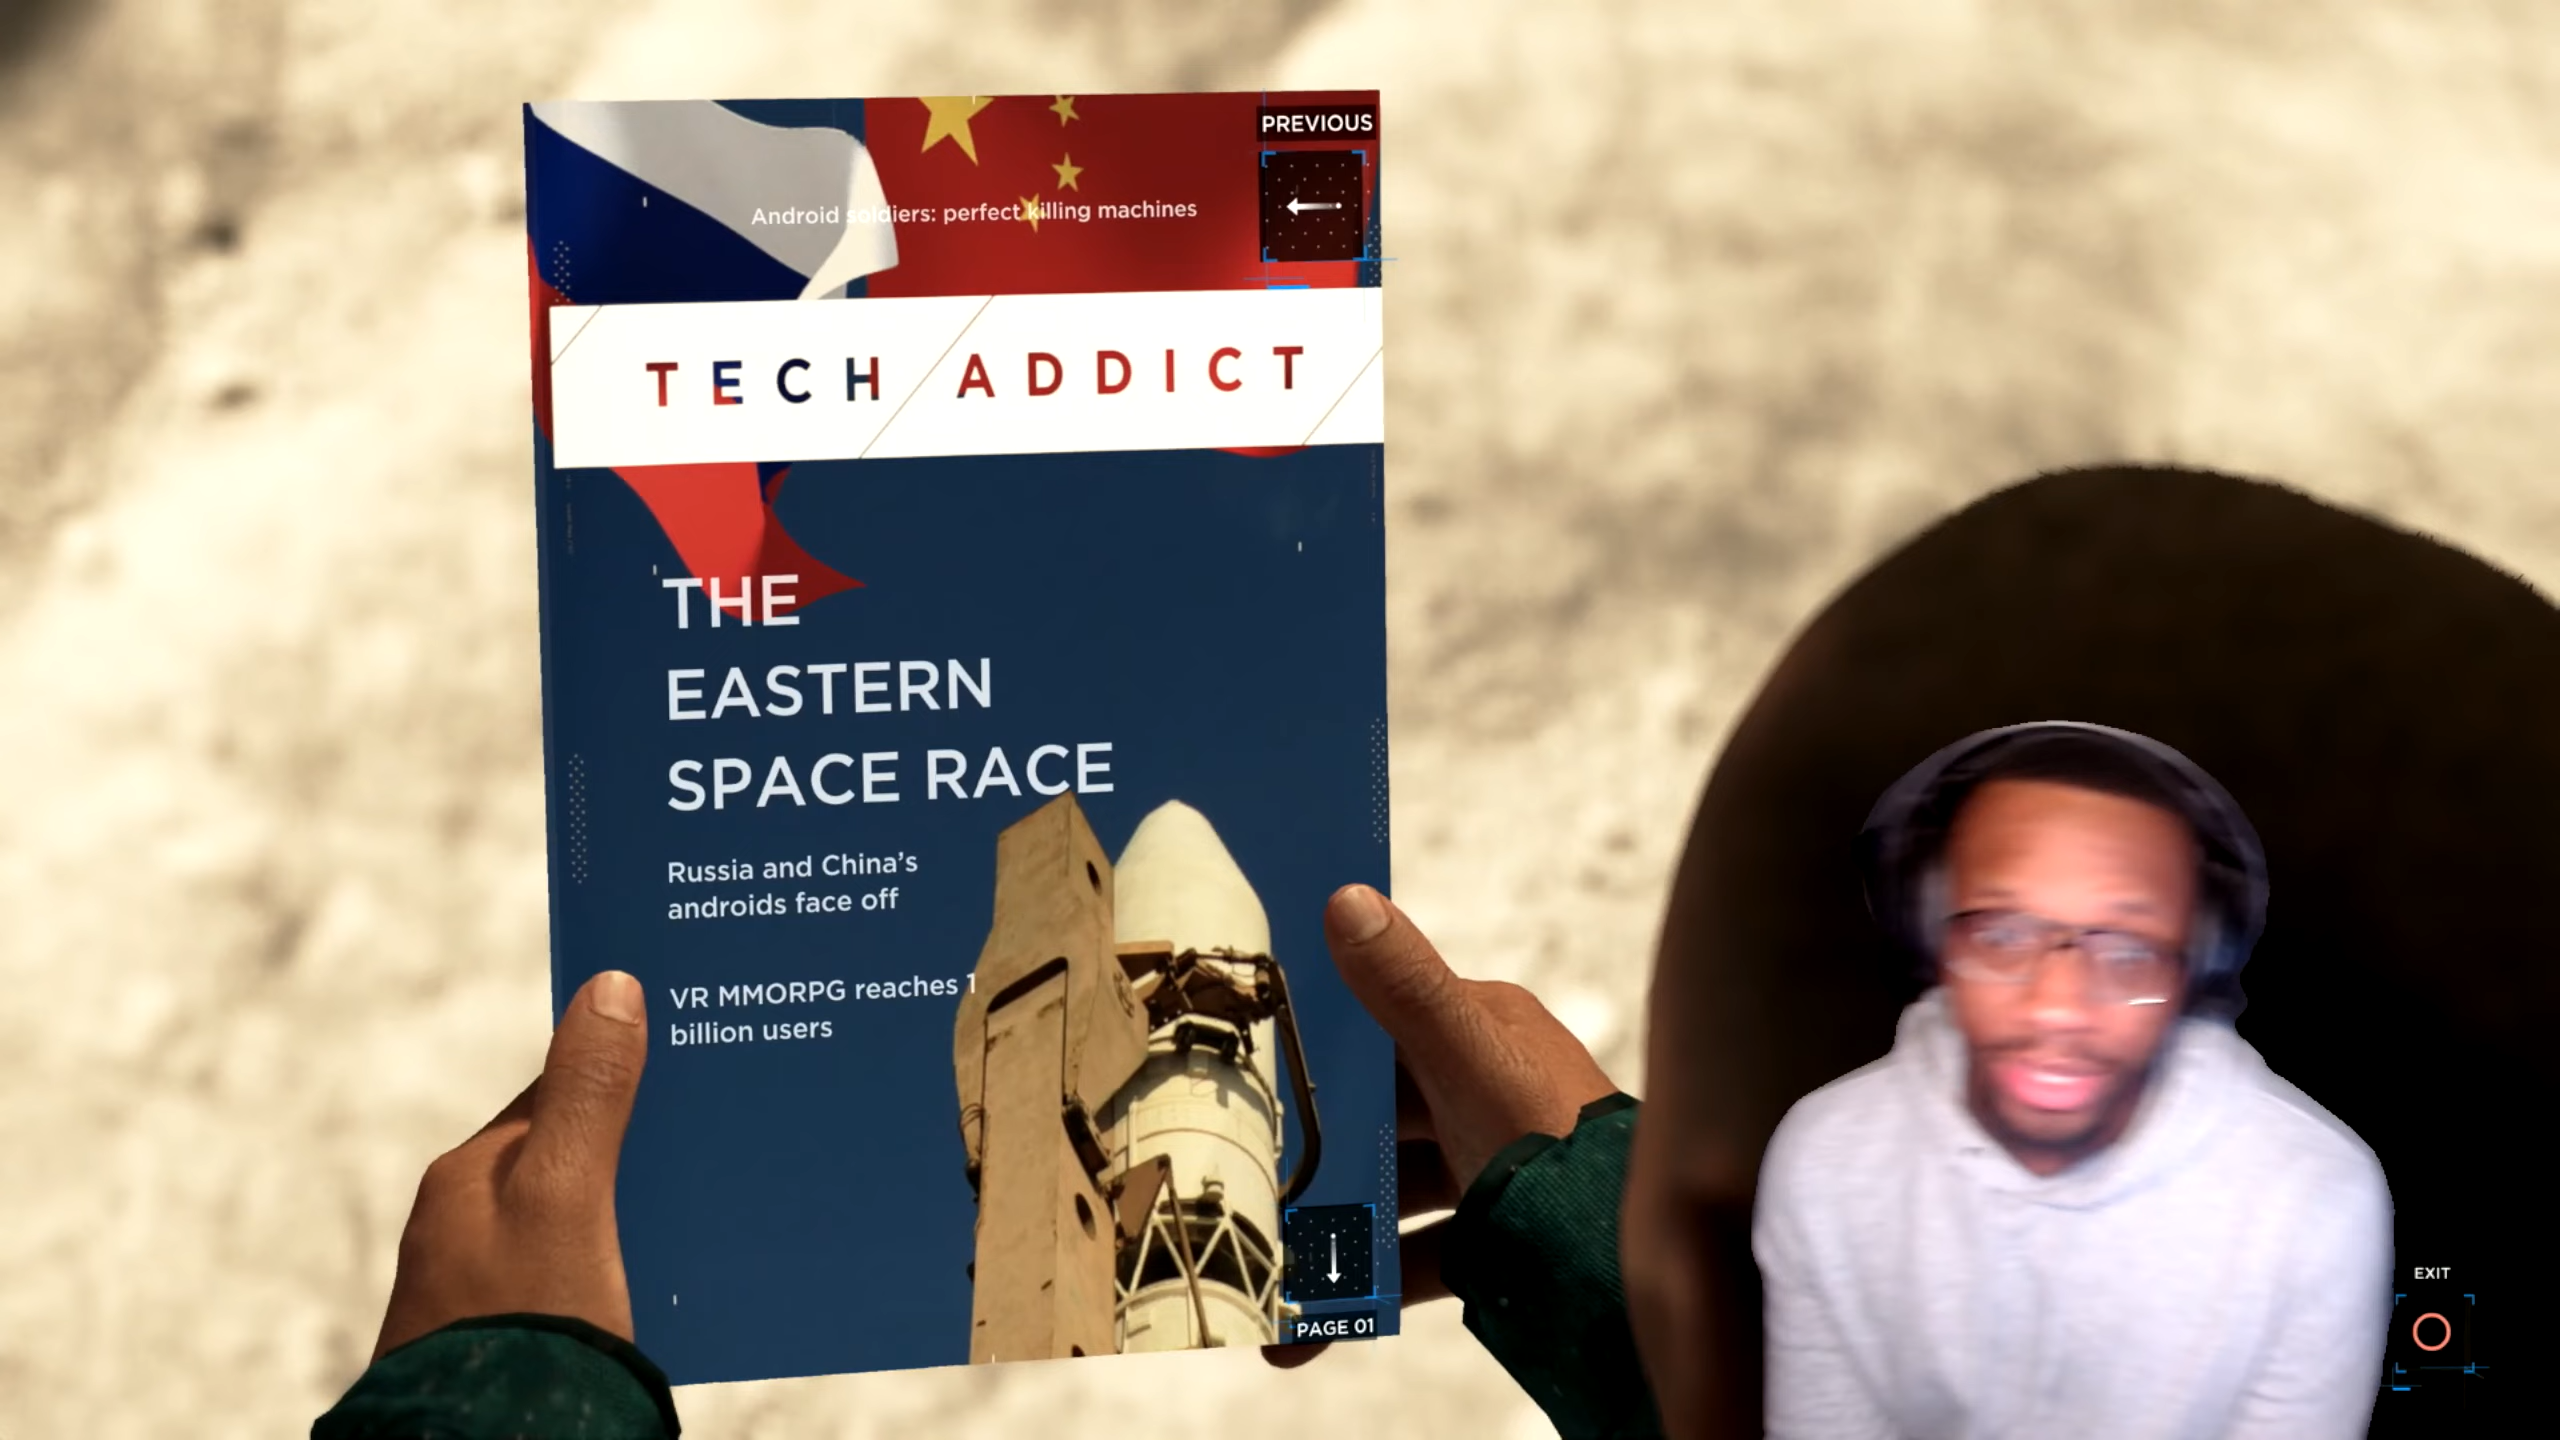 PREVIOUS
Android soldiers: perfect killing machines
TECH ADDICT
THE
EASTERN
SPACE RACE
Russia and China's
androids face off
VR MMORPG reaches 1
billion users
PAGE 01
EXIT